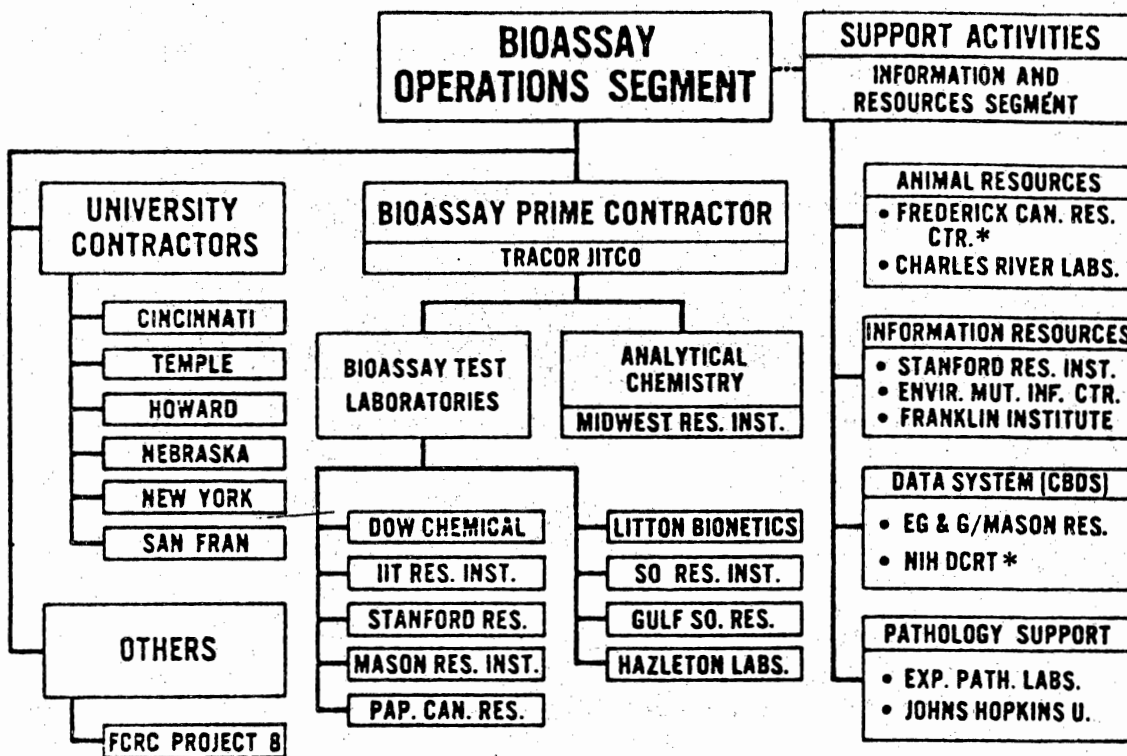 BIOASSAY
OPERATIONS SEGMENT
SUPPORT ACTIVITIES
INFORMATION AND
RESOURCES SEGMENT
UNIVERSITY
CONTRACTORS
CINCINNATI
TEMPLE
HOWARD
NEBRASKA
NEW YORK
SAN FRAN
OTHERS
FCRC PROJECT 8
BIOASSAY PRIME CONTRACTOR
TRACOR JITCO
BIOASSAY TEST
LABORATORIES
ANALYTICAL
CHEMISTRY
MIDWEST RES. INST.
DOW CHEMICAL
IIT RES. INST.
STANFORD RES.
MASON RES. INST.
PAP. CAN. RES.
LITTON BIONETICS
SO RES. INST.
GULF SO. RES.
HAZLETON LABS.
ANIMAL RESOURCES
• FREDERICK CAN. RES.
CTR.*
• CHARLES RIVER LABS.
INFORMATION RESOURCES
• STANFORD RES. INST.
• ENVIR. MUT. INF. CTR.
• FRANKLIN INSTITUTE
DATA SYSTEM (CBDS)
• EG & G/MASON RES.
• NIH DCRT *
PATHOLOGY SUPPORT
• EXP. PATH. LABS.
• JOHNS HOPKINS U.